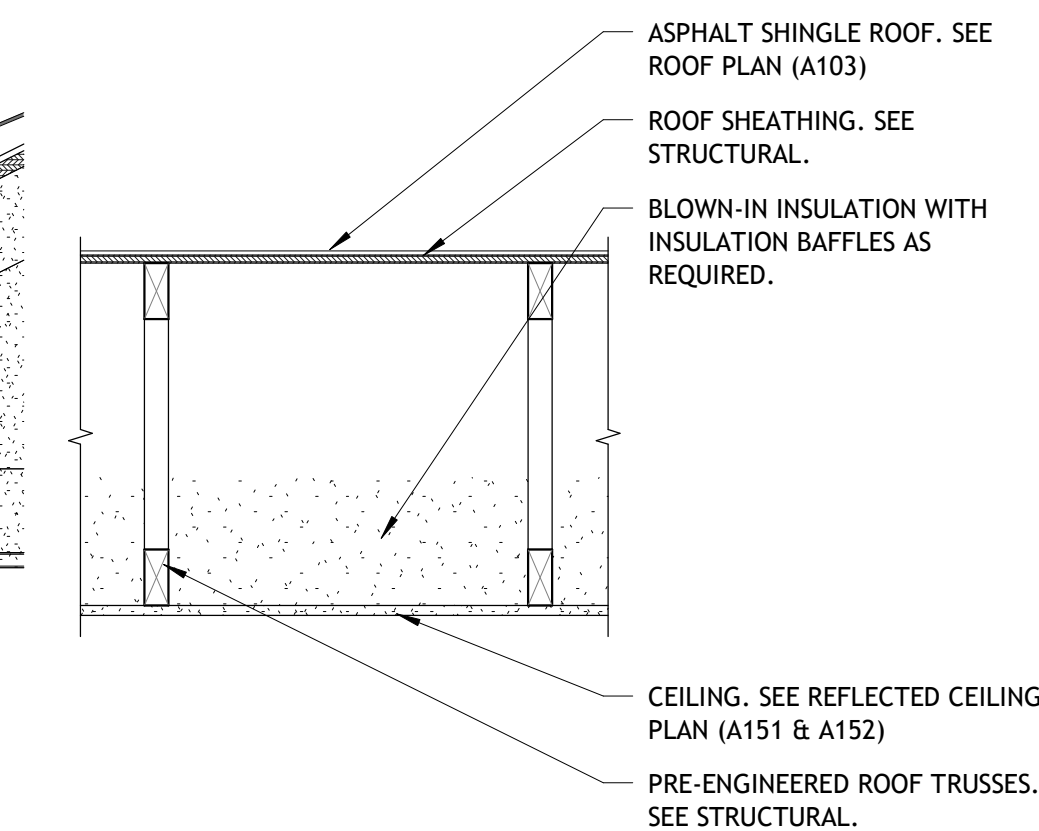 ASPHALT SHINGLE ROOF. SEE
ROOF PLAN (A103)
ROOF SHEATHING. SEE
STRUCTURAL.
BLOWN-IN INSULATION WITH
INSULATION BAFFLES AS
REQUIRED.
CEILING. SEE REFLECTED CEILING
PLAN (A151 & A152)
PRE-ENGINEERED ROOF TRUSSES.
SEE STRUCTURAL.